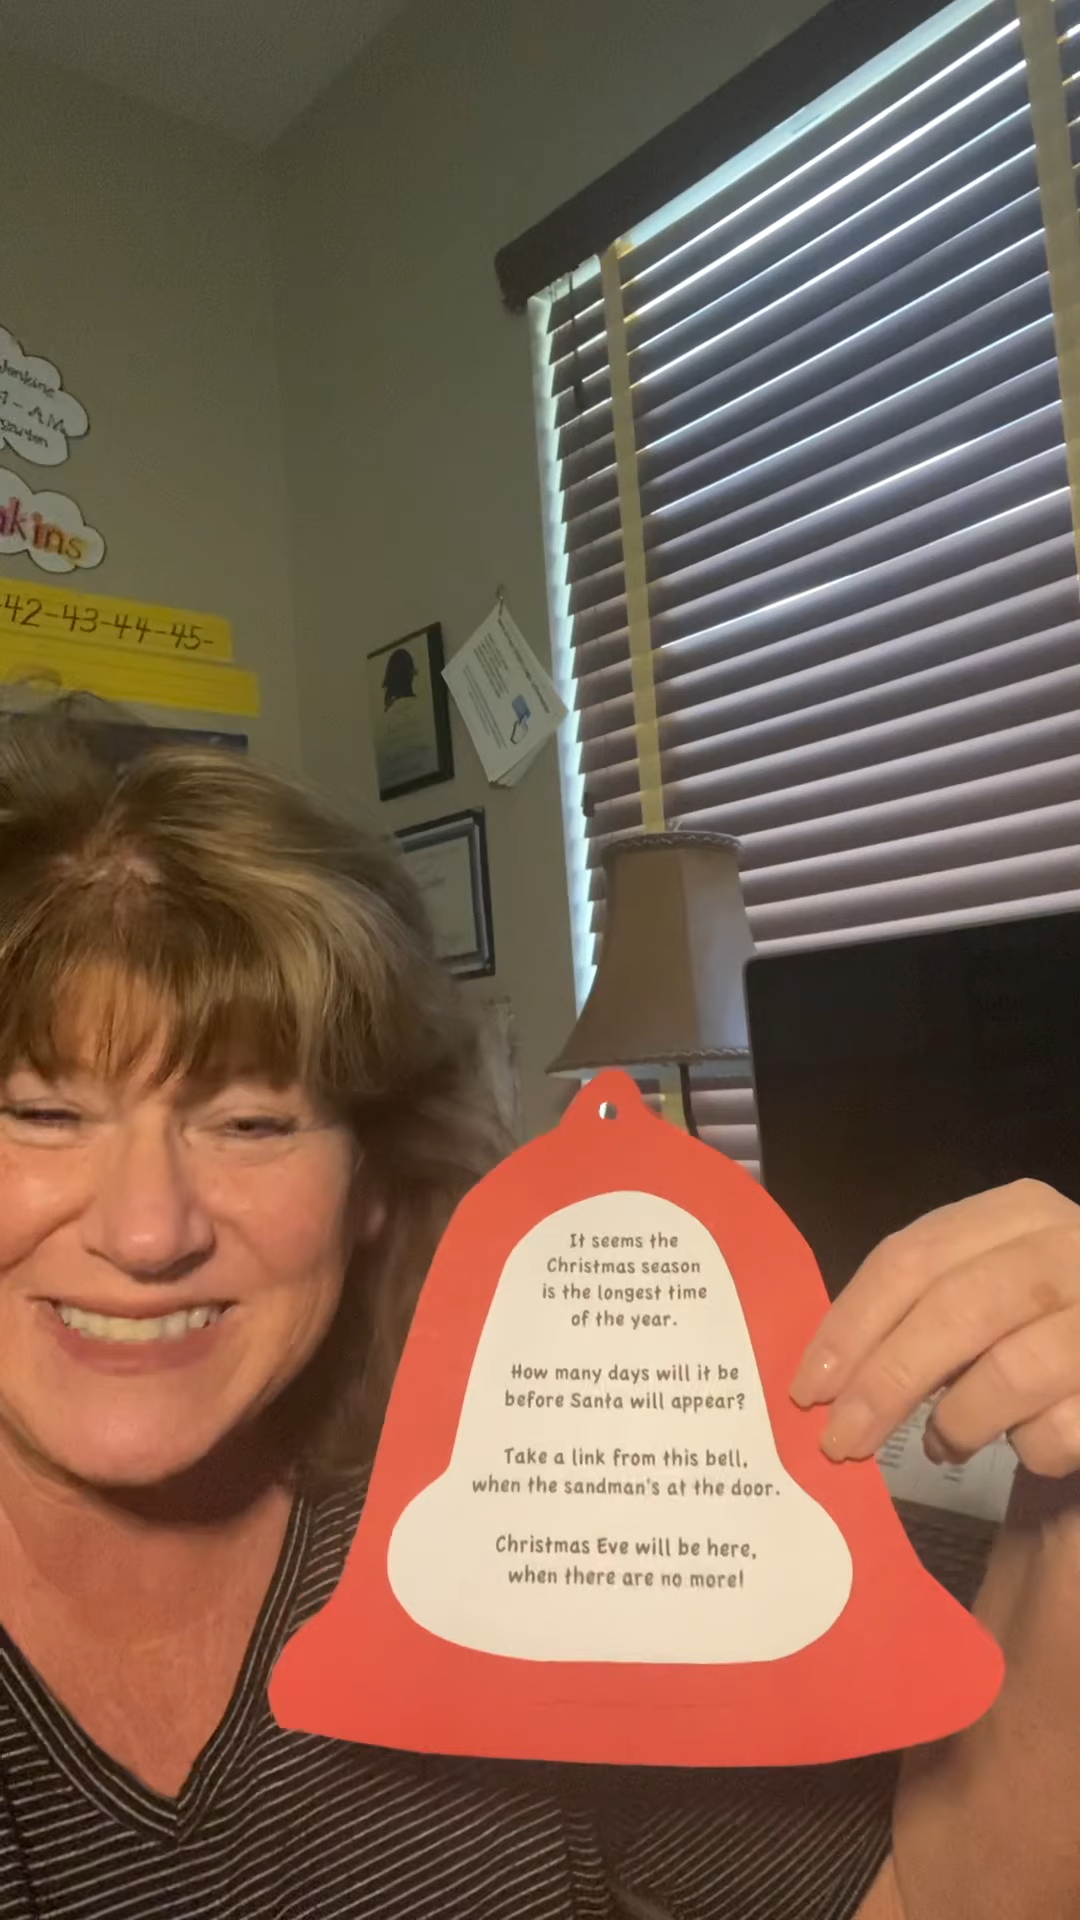 Jenkins
- AM
kins
42-43-44-45-
It seems the
Christmas season
is the longest time
of the year.
How many days will it be
before Santa will appear?
Take a link from this bell,
when the sandman's at the door.
Christmas Eve will be here,
when there are no more!